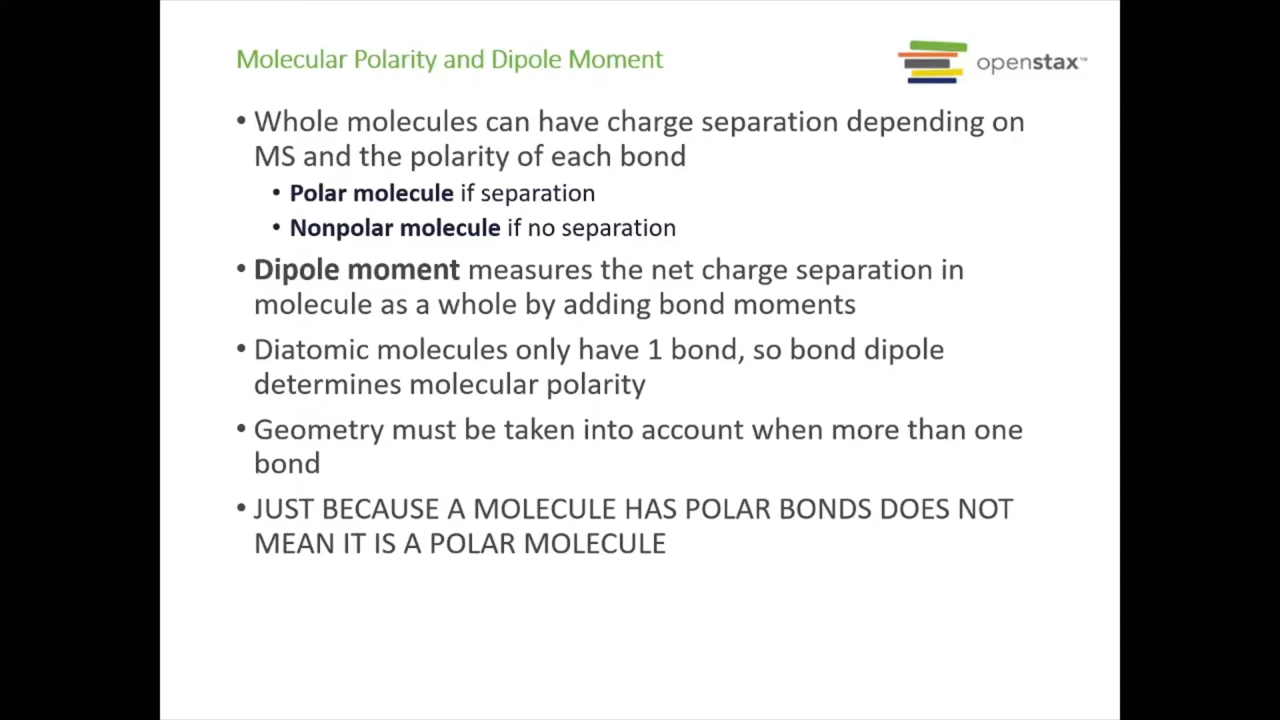 Molecular Polarity and Dipole Moment
openstax™
• Whole molecules can have charge separation depending on
MS and the polarity of each bond
• Polar molecule if separation
• Nonpolar molecule if no separation
• Dipole moment measures the net charge separation in
molecule as a whole by adding bond moments
• Diatomic molecules only have 1 bond, so bond dipole
determines molecular polarity
• Geometry must be taken into account when more than one
bond
• JUST BECAUSE A MOLECULE HAS POLAR BONDS DOES NOT
MEAN IT IS A POLAR MOLECULE